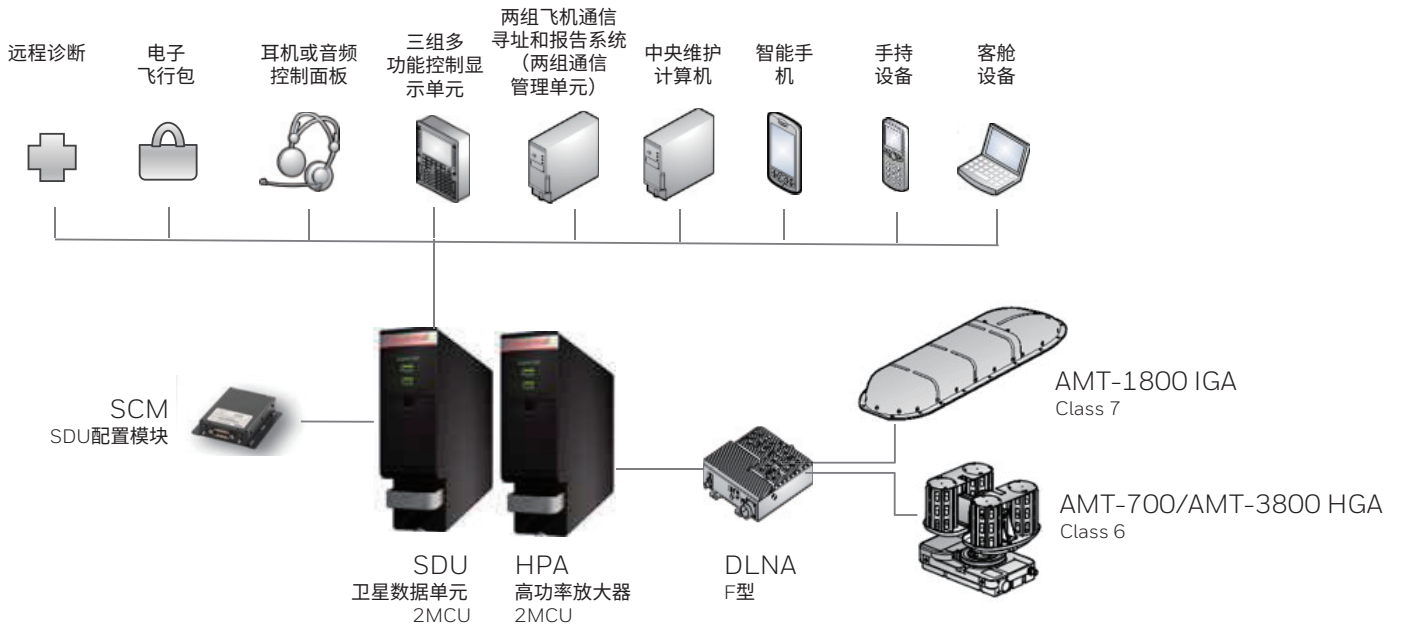 远程诊断
电子
飞行包
耳机或音频
控制面板
三组多
功能控制显
示单元
两组飞机通信
寻址和报告系统
（两组通信
管理单元）
中央维护
计算机
智能手
机
手持
设备
客舱
设备
SCM
SDU配置模块
SDU
卫星数据单元
2MCU
HPA
高功率放大器
2MCU
DLNA
F型
AMT-1800 IGA
Class 7
AMT-700/AMT-3800 HGA
Class 6